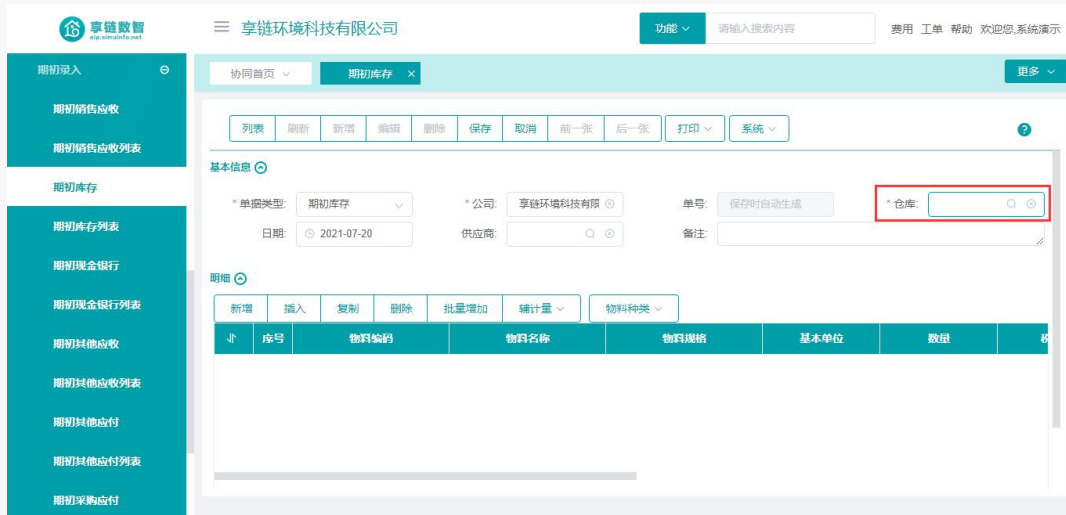 享链数智
eip.simuinfo.net
享链环境科技有限公司
功能
请输入搜索内容
费用 工单 帮助 欢迎您,系统演示
期初录入
协同首页
期初库存 ×
更多
期初销售应收
期初销售应收列表
期初库存
期初库存列表
期初现金银行
期初现金银行列表
期初其他应收
期初其他应收列表
期初其他应付
期初其他应付列表
期初采购应付
列表 刷新 新增 编辑 删除 保存 取消 前一张 后一张 打印 系统
?
基本信息
* 单据类型: 期初库存
* 公司: 享链环境科技有限
单号: 保存时自动生成
* 仓库:
日期: 2021-07-20
供应商:
备注:
明细
新增 插入 复制 删除 批量增加 辅计量 物料种类
序号 物料编码 物料名称 物料规格 基本单位 数量